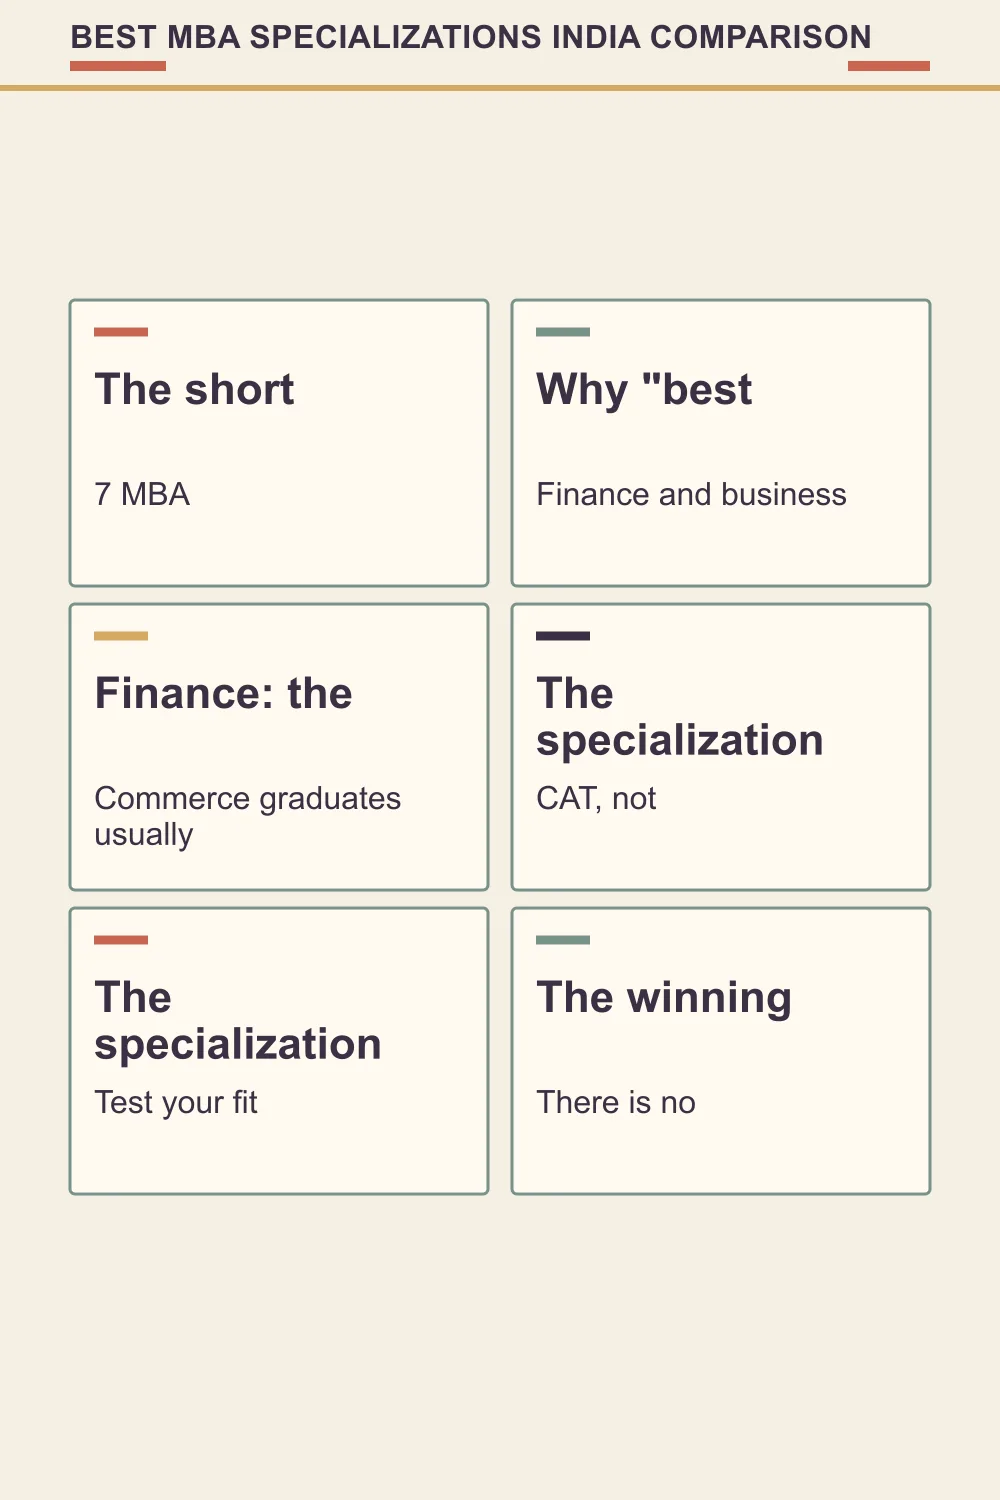 BEST MBA SPECIALIZATIONS INDIA COMPARISON
The short
7 MBA
Why "best
Finance and business
Finance: the
Commerce graduates
usually
The
specialization
CAT, not
The
specialization
Test your fit
The winning
There is no